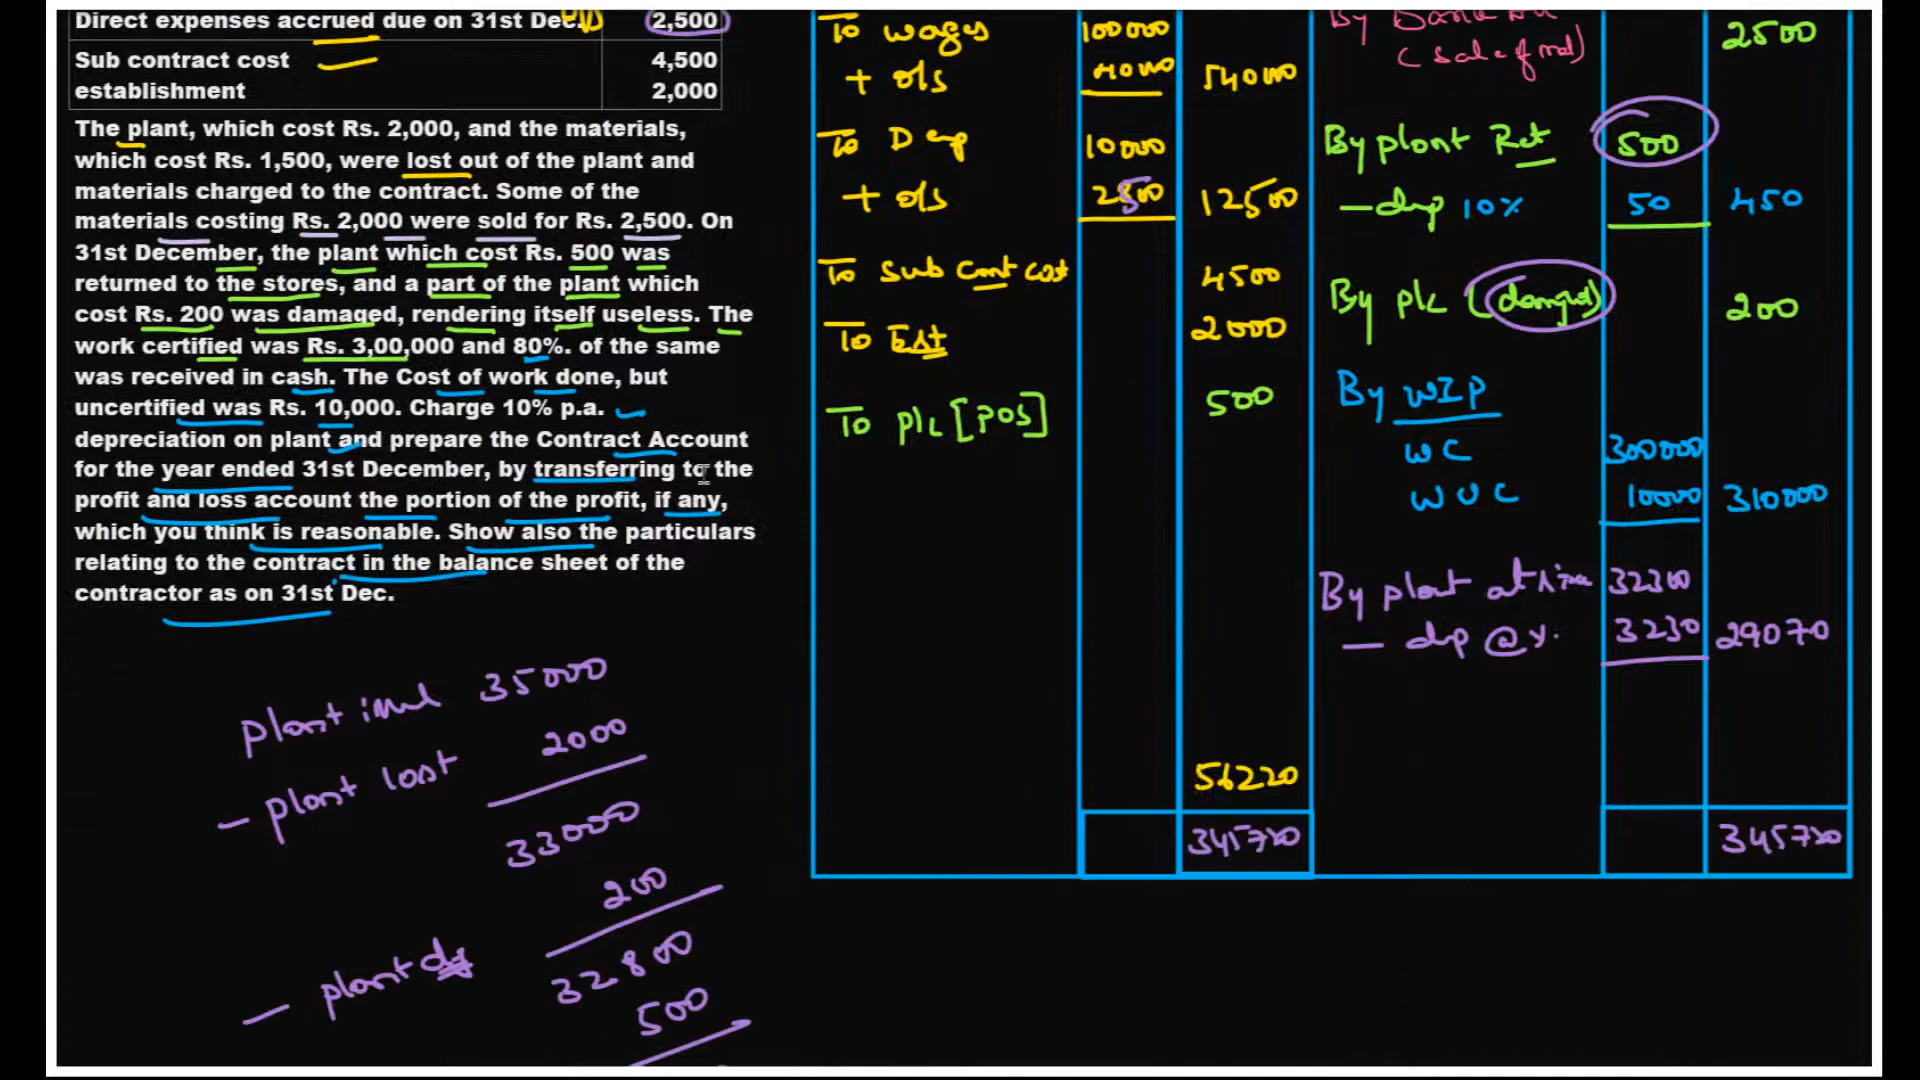 Direct expenses accrued due on 31st Dec. 2,500
Sub contract cost 4,500
establishment 2,000
The plant, which cost Rs. 2,000, and the materials,
which cost Rs. 1,500, were lost out of the plant and
materials charged to the contract. Some of the
materials costing Rs. 2,000 were sold for Rs. 2,500. On
31st December, the plant which cost Rs. 500 was
returned to the stores, and a part of the plant which
cost Rs. 200 was damaged, rendering itself useless. The
work certified was Rs. 3,00,000 and 80%. of the same
was received in cash. The Cost of work done, but
uncertified was Rs. 10,000. Charge 10% p.a.
depreciation on plant and prepare the Contract Account
for the year ended 31st December, by transferring to the
profit and loss account the portion of the profit, if any,
which you think is reasonable. Show also the particulars
relating to the contract in the balance sheet of the
contractor as on 31st Dec.
35000
- plant lost 2000
33000
200
- plant
32800
500
To wages 100000
+ o/s 54000
To D exp 10000
+ o/s 12500
To Sub Cont Cost 4500
To Est 2000
To P/L [POS] 500
56220
345720
(Sale of mat) 2500
By plant Ret 500
- dep 10% 50 450
By P/L (damged) 200
By WIP
WC 300000
WUC 10000 310000
By plant at 32300
- dep @ 3230 29070
345720